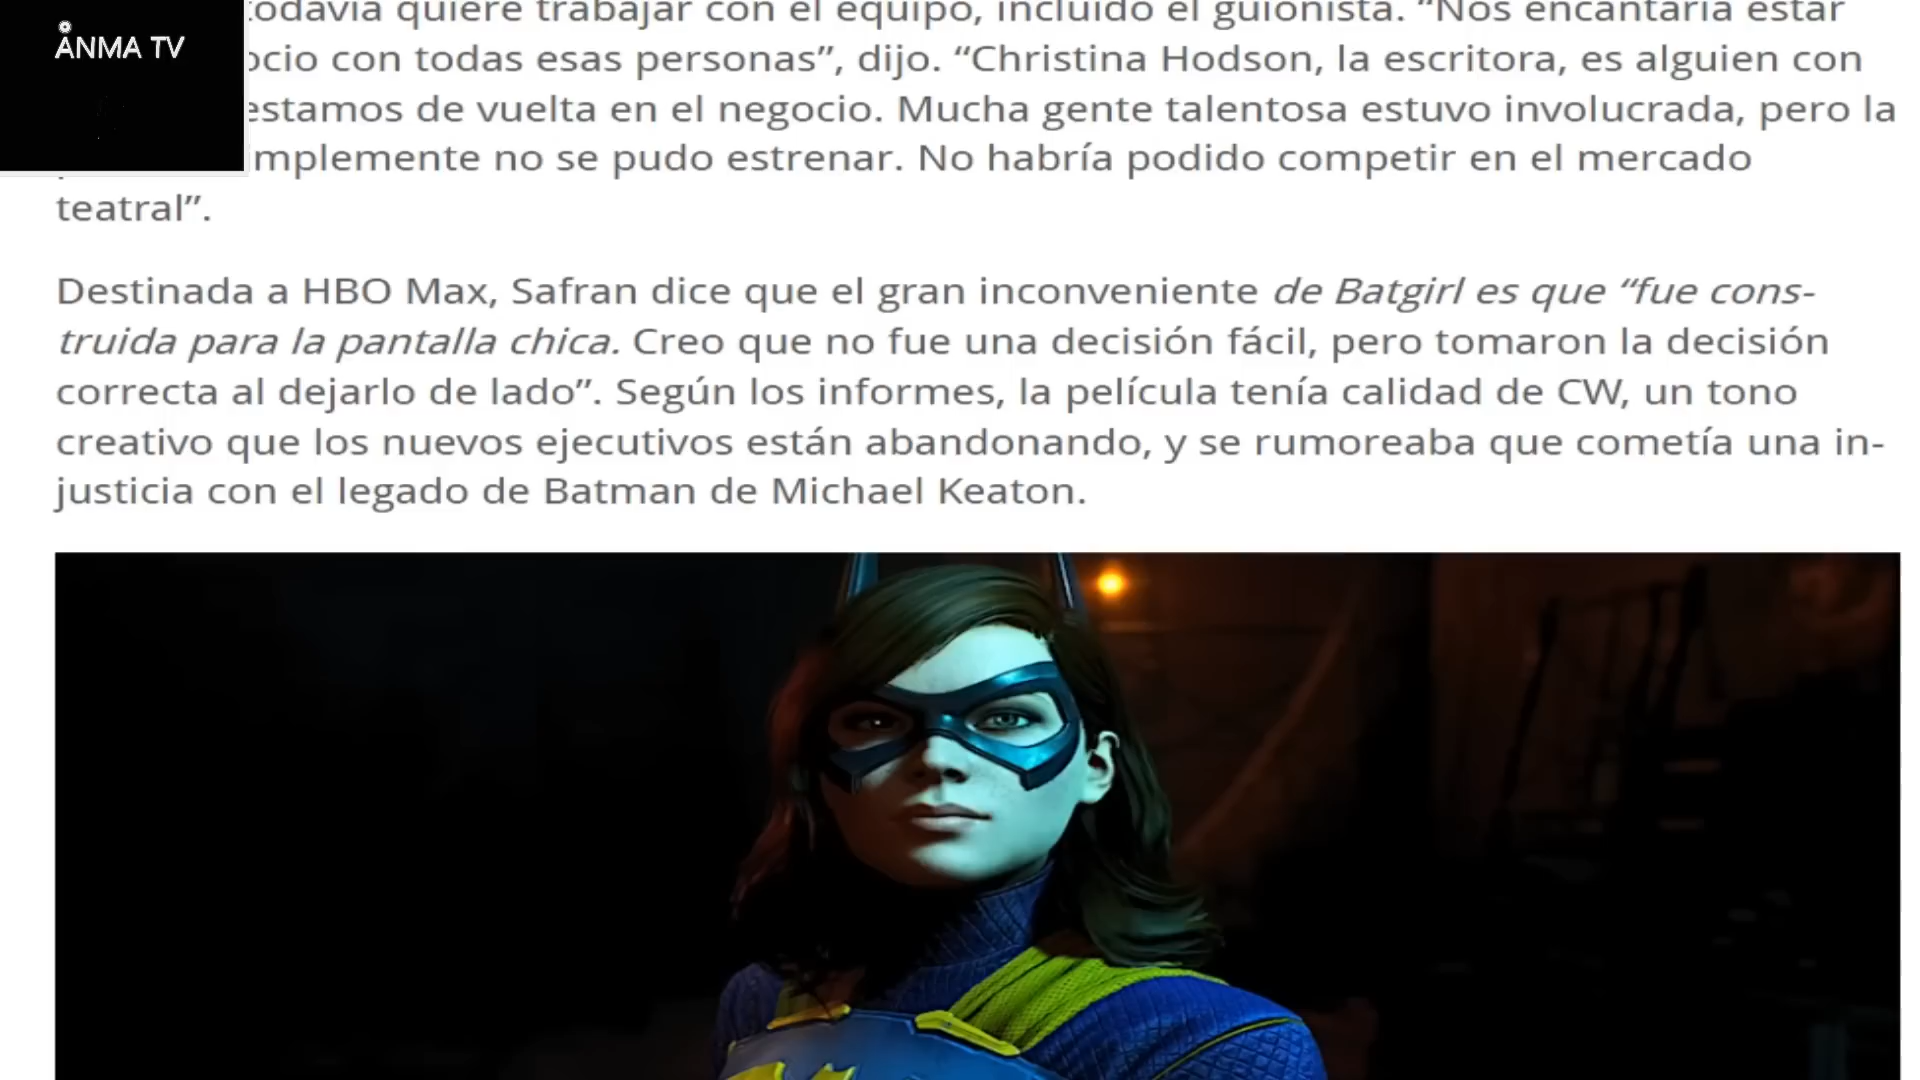 ÅNMA TV
todavía quiere trabajar con el equipo, incluido el guionista. “Nos encantaría estar
con todas esas personas”, dijo. “Christina Hodson, la escritora, es alguien con
estamos de vuelta en el negocio. Mucha gente talentosa estuvo involucrada, pero la
no se pudo estrenar. No habría podido competir en el mercado
teatral”.
Destinada a HBO Max, Safran dice que el gran inconveniente de Batgirl es que “fue cons-
truida para la pantalla chica. Creo que no fue una decisión fácil, pero tomaron la decisión
correcta al dejarlo de lado”. Según los informes, la película tenía calidad de CW, un tono
creativo que los nuevos ejecutivos están abandonando, y se rumoreaba que cometía una in-
justicia con el legado de Batman de Michael Keaton.